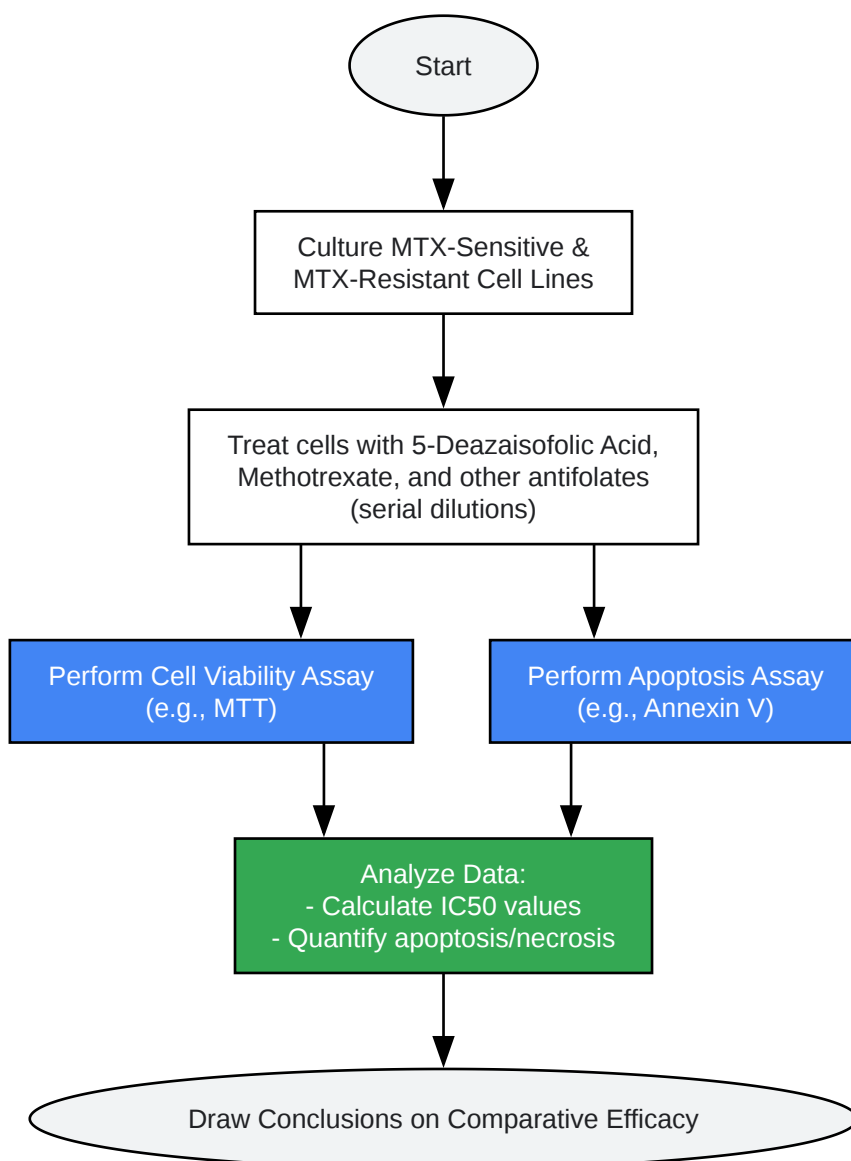 Start
Culture MTX-Sensitive &
MTX-Resistant Cell Lines
Treat cells with 5-Deazaisofolic Acid,
Methotrexate, and other antifolates
(serial dilutions)
Perform Cell Viability Assay
(e.g., MTT)
Perform Apoptosis Assay
(e.g., Annexin V)
Analyze Data:
- Calculate IC50 values
- Quantify apoptosis/necrosis
Draw Conclusions on Comparative Efficacy